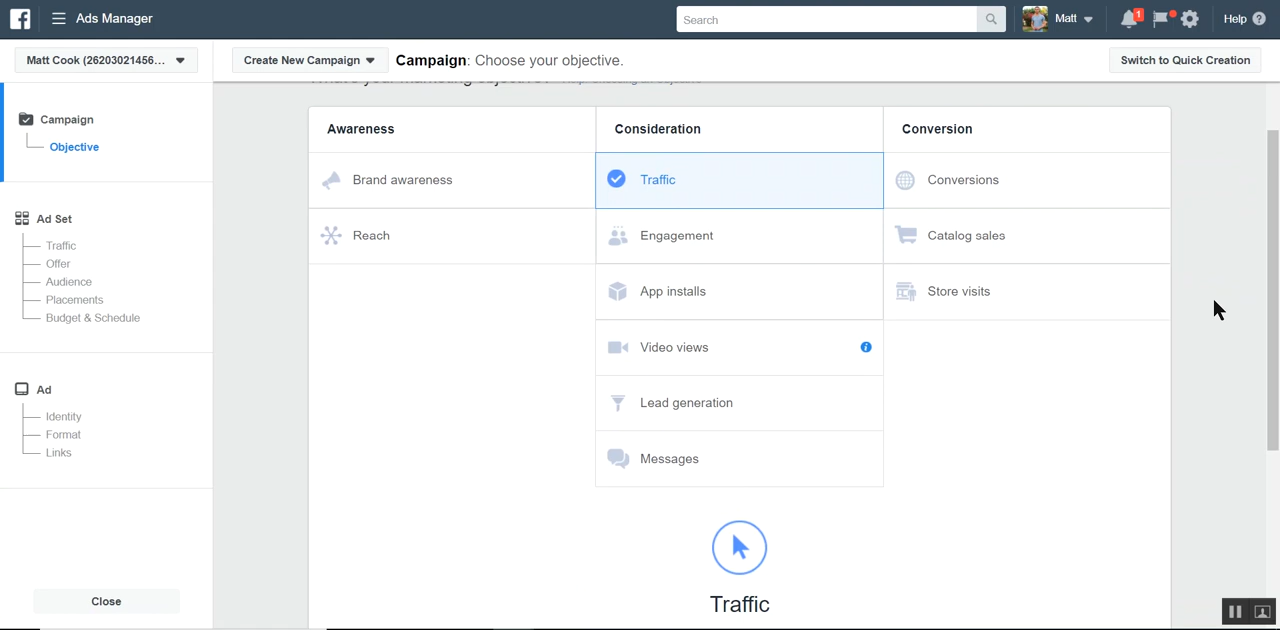 f Ads Manager Search Matt 1 Help
Matt Cook (26203021456... Create New Campaign Campaign: Choose your objective. Switch to Quick Creation
Campaign
Objective
Ad Set
Traffic
Offer
Audience
Placements
Budget & Schedule
Ad
Identity
Format
Links
Close
Awareness Consideration Conversion
Brand awareness Traffic Conversions
Reach Engagement Catalog sales
App installs Store visits
Video views
Lead generation
Messages
Traffic